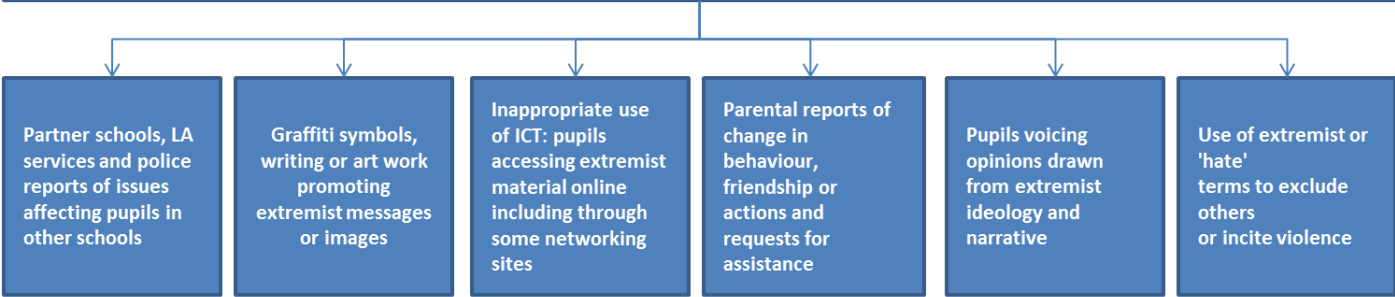 Partner schools, LA
services and police
reports of issues
affecting pupils in
other schools
Graffiti symbols,
writing or art work
promoting
extremist messages
or images
Inappropriate use
of ICT: pupils
accessing extremist
material online
including through
some networking
sites
Parental reports of
change in
behaviour,
friendship or
actions and
requests for
assistance
Pupils voicing
opinions drawn
from extremist
ideology and
narrative
Use of extremist or
'hate'
terms to exclude
others
or incite violence